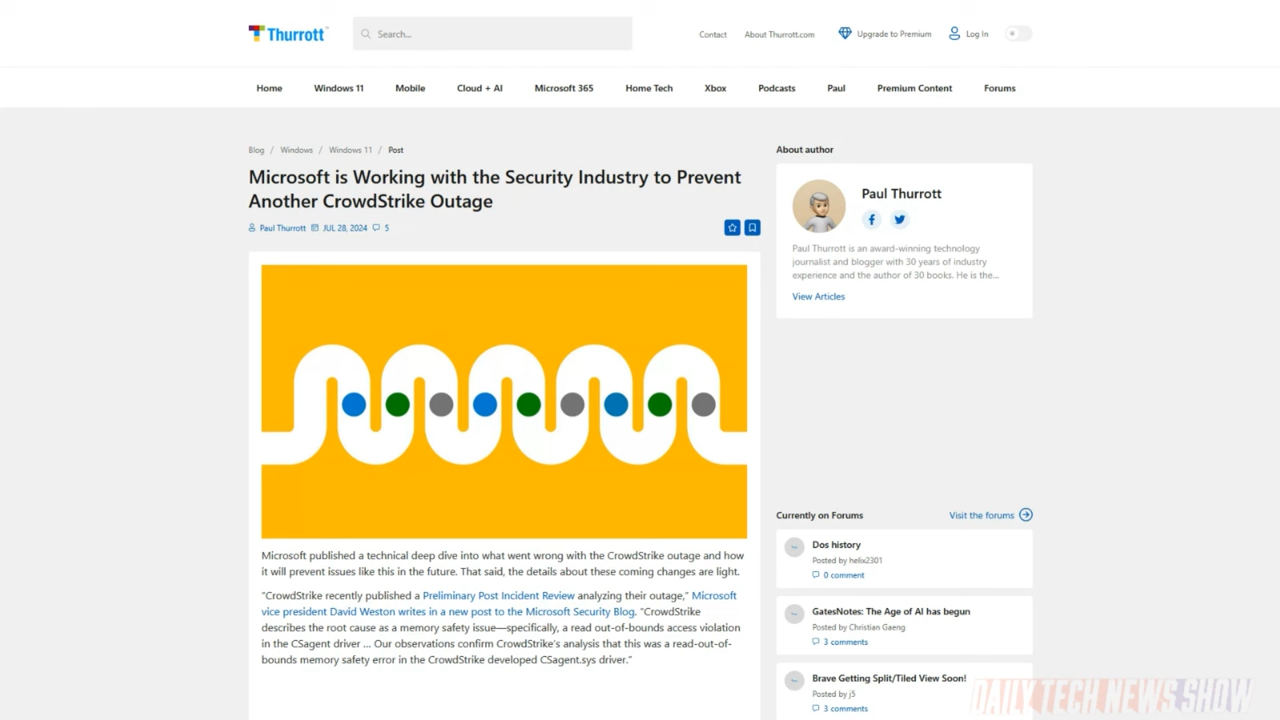 Thurrott
Search...
Contact
About Thurrott.com
Upgrade to Premium
Log In
Home
Windows 11
Mobile
Cloud + AI
Microsoft 365
Home Tech
Xbox
Podcasts
Paul
Premium Content
Forums
Blog / Windows / Windows 11 / Post
Microsoft is Working with the Security Industry to Prevent
Another CrowdStrike Outage
Paul Thurrott JUL 28, 2024 5
Microsoft published a technical deep dive into what went wrong with the CrowdStrike outage and how
it will prevent issues like this in the future. That said, the details about these coming changes are light.
“CrowdStrike recently published a Preliminary Post Incident Review analyzing their outage,” Microsoft
vice president David Weston writes in a new post to the Microsoft Security Blog. “CrowdStrike
describes the root cause as a memory safety issue—specifically, a read out-of-bounds access violation
in the CSagent driver ... Our observations confirm CrowdStrike’s analysis that this was a read-out-of-
bounds memory safety error in the CrowdStrike developed CSagent.sys driver.”
About author
Paul Thurrott
Paul Thurrott is an award-winning technology
journalist and blogger with 30 years of industry
experience and the author of 30 books. He is the...
View Articles
Currently on Forums
Visit the forums
Dos history
Posted by helix2301
0 comment
GatesNotes: The Age of AI has begun
Posted by Christian Gaeng
3 comments
Brave Getting Split/Tiled View Soon!
Posted by j5
3 comments
DAILY TECH NEWS SHOW